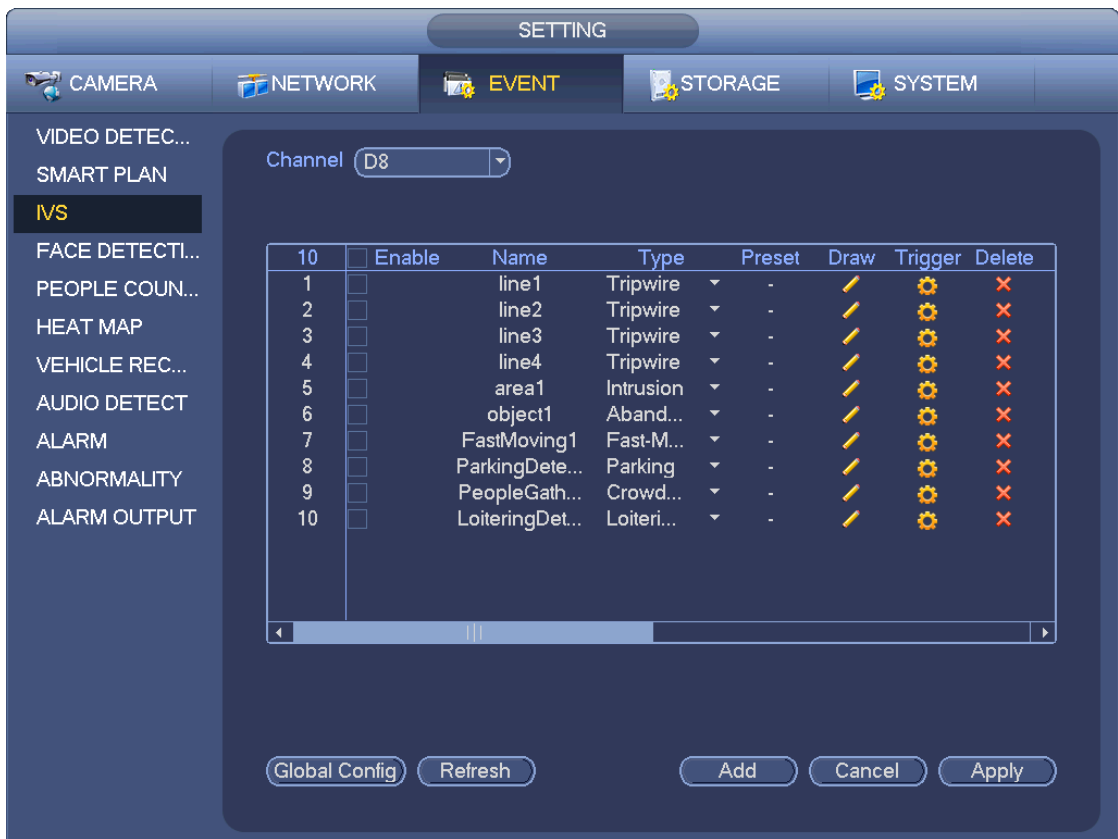 SETTING
CAMERA NETWORK EVENT STORAGE SYSTEM
VIDEO DETEC...
SMART PLAN
IVS
FACE DETECTI...
PEOPLE COUN...
HEAT MAP
VEHICLE REC...
AUDIO DETECT
ALARM
ABNORMALITY
ALARM OUTPUT
Channel D8
10 Enable Name Type Preset Draw Trigger Delete
1 line1 Tripwire -
2 line2 Tripwire -
3 line3 Tripwire -
4 line4 Tripwire -
5 area1 Intrusion -
6 object1 Aband... -
7 FastMoving1 Fast-M... -
8 ParkingDete... Parking -
9 PeopleGath... Crowd... -
10 LoiteringDet... Loiteri... -
Global Config Refresh Add Cancel Apply